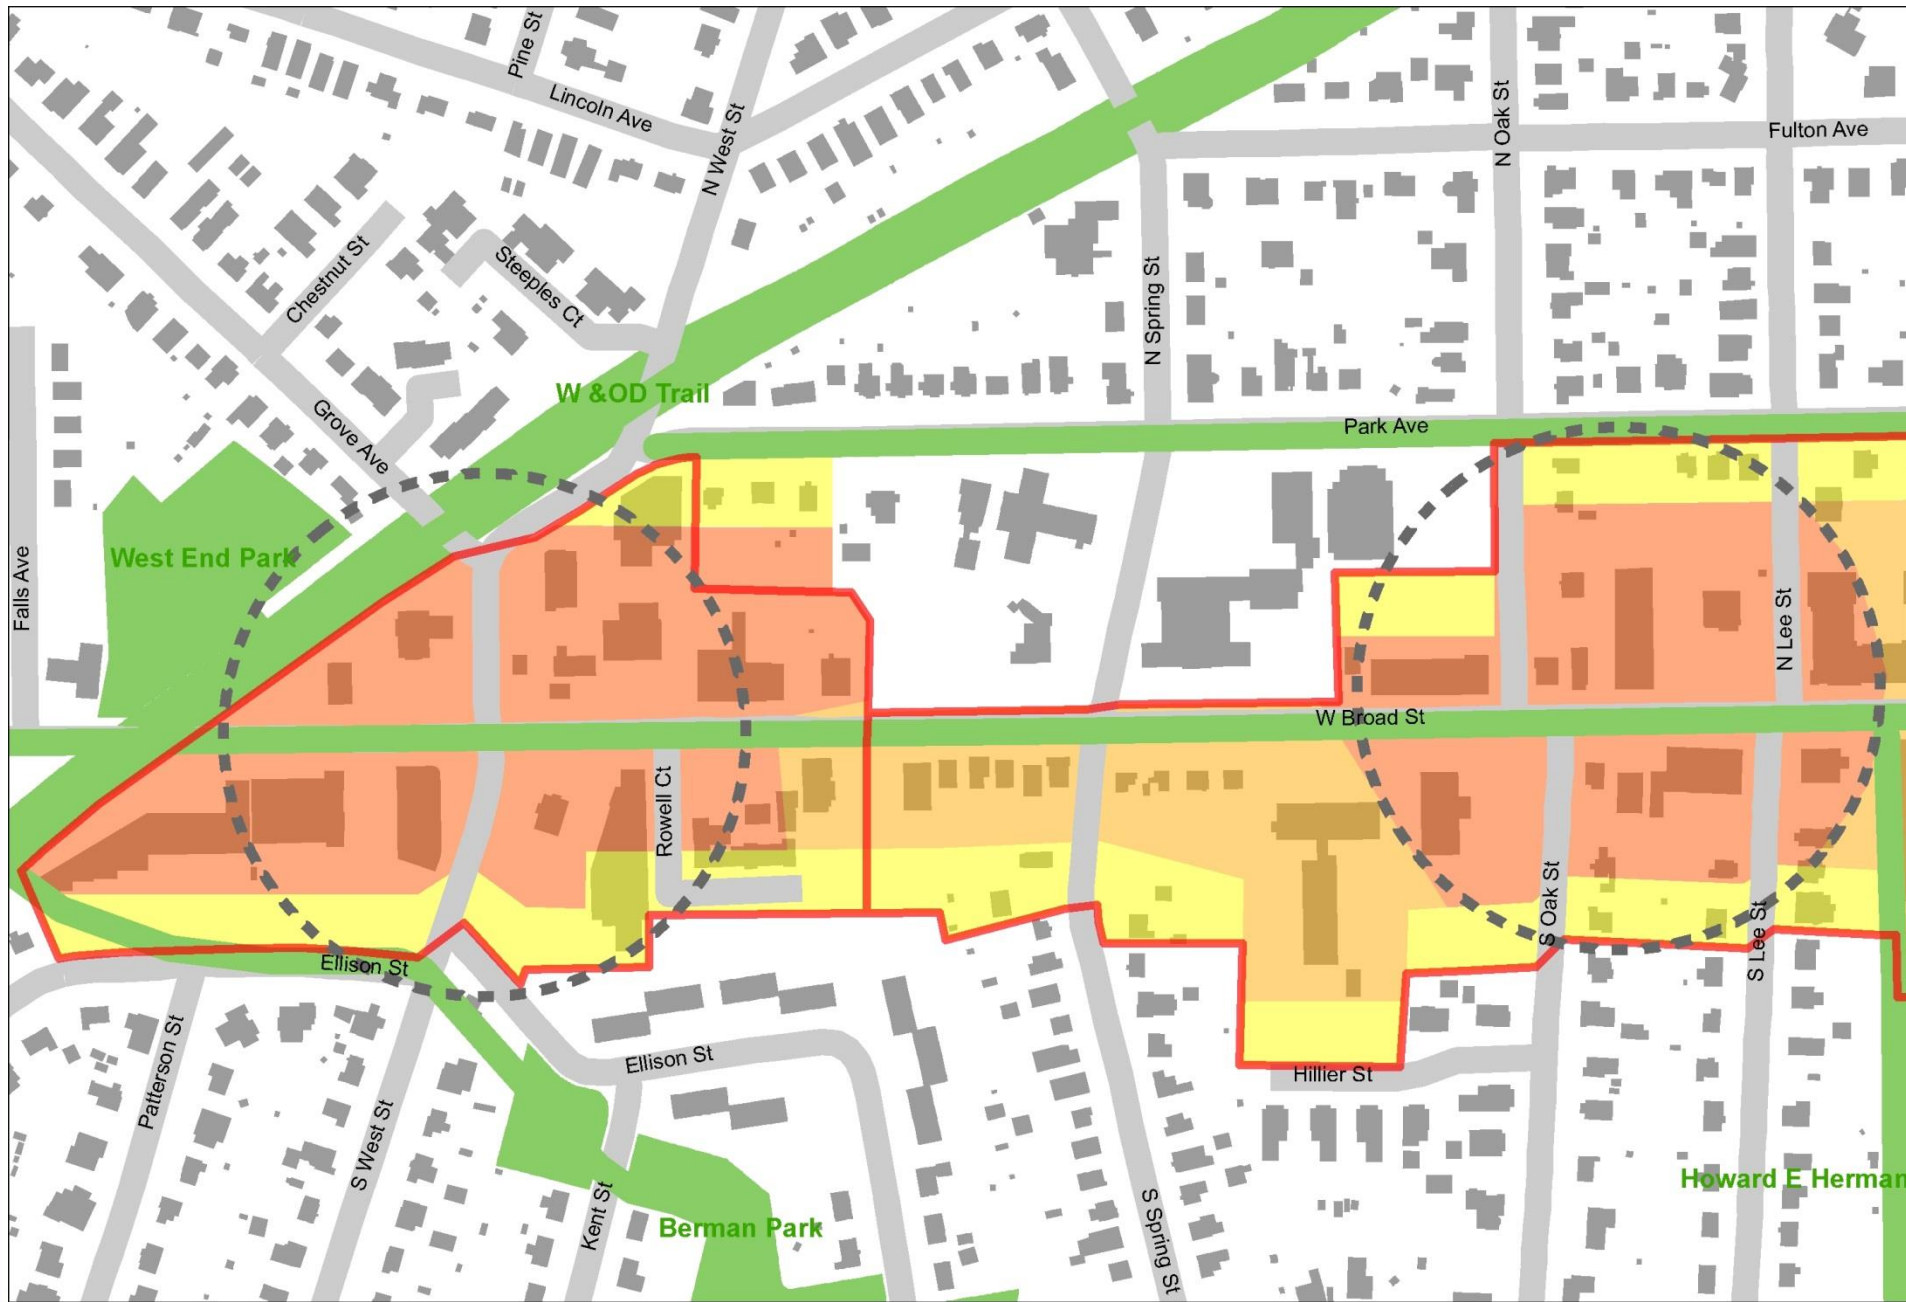 Pine St
Lincoln Ave
N West St
N Oak St
Fulton Ave
Chestnut St
Steeples Ct
N Spring St
W &OD Trail
Grove Ave
Park Ave
West End Park
Falls Ave
N Lee St
W Broad St
Rowell Ct
S Oak St
S Lee St
Ellison St
Patterson St
Ellison St
Hillier St
S West St
Kent St
Berman Park
S Spring St
Howard E Herman